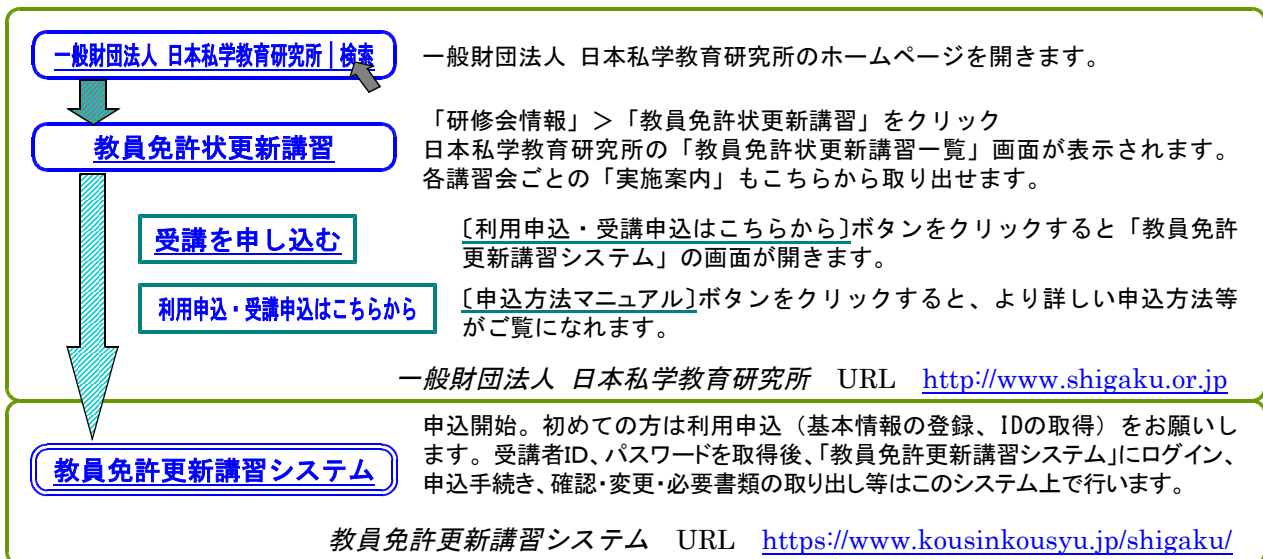 一般財団法人 日本私学教育研究所｜検索
一般財団法人 日本私学教育研究所のホームページを開きます。
教員免許状更新講習
「研修会情報」＞「教員免許状更新講習」をクリック
日本私学教育研究所の「教員免許状更新講習一覧」画面が表示されます。
各講習会ごとの「実施案内」もこちらから取り出せます。
受講を申し込む
〔利用申込・受講申込はこちらから〕ボタンをクリックすると「教員免許
更新講習システム」の画面が開きます。
利用申込・受講申込はこちらから
〔申込方法マニュアル〕ボタンをクリックすると、より詳しい申込方法等
がご覧になれます。
一般財団法人 日本私学教育研究所　URL　http://www.shigaku.or.jp
教員免許更新講習システム
申込開始。初めての方は利用申込（基本情報の登録、IDの取得）をお願いし
ます。受講者ID、パスワードを取得後、「教員免許更新講習システム」にログイン、
申込手続き、確認・変更・必要書類の取り出し等はこのシステム上で行います。
教員免許更新講習システム　URL　https://www.kousinkousyu.jp/shigaku/